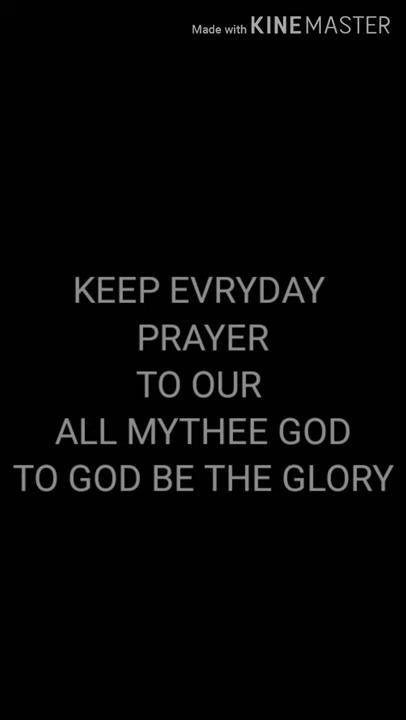 Made with KINEMASTER
KEEP EVRYDAY
PRAYER
TO OUR
ALL MYTHEE GOD
TO GOD BE THE GLORY